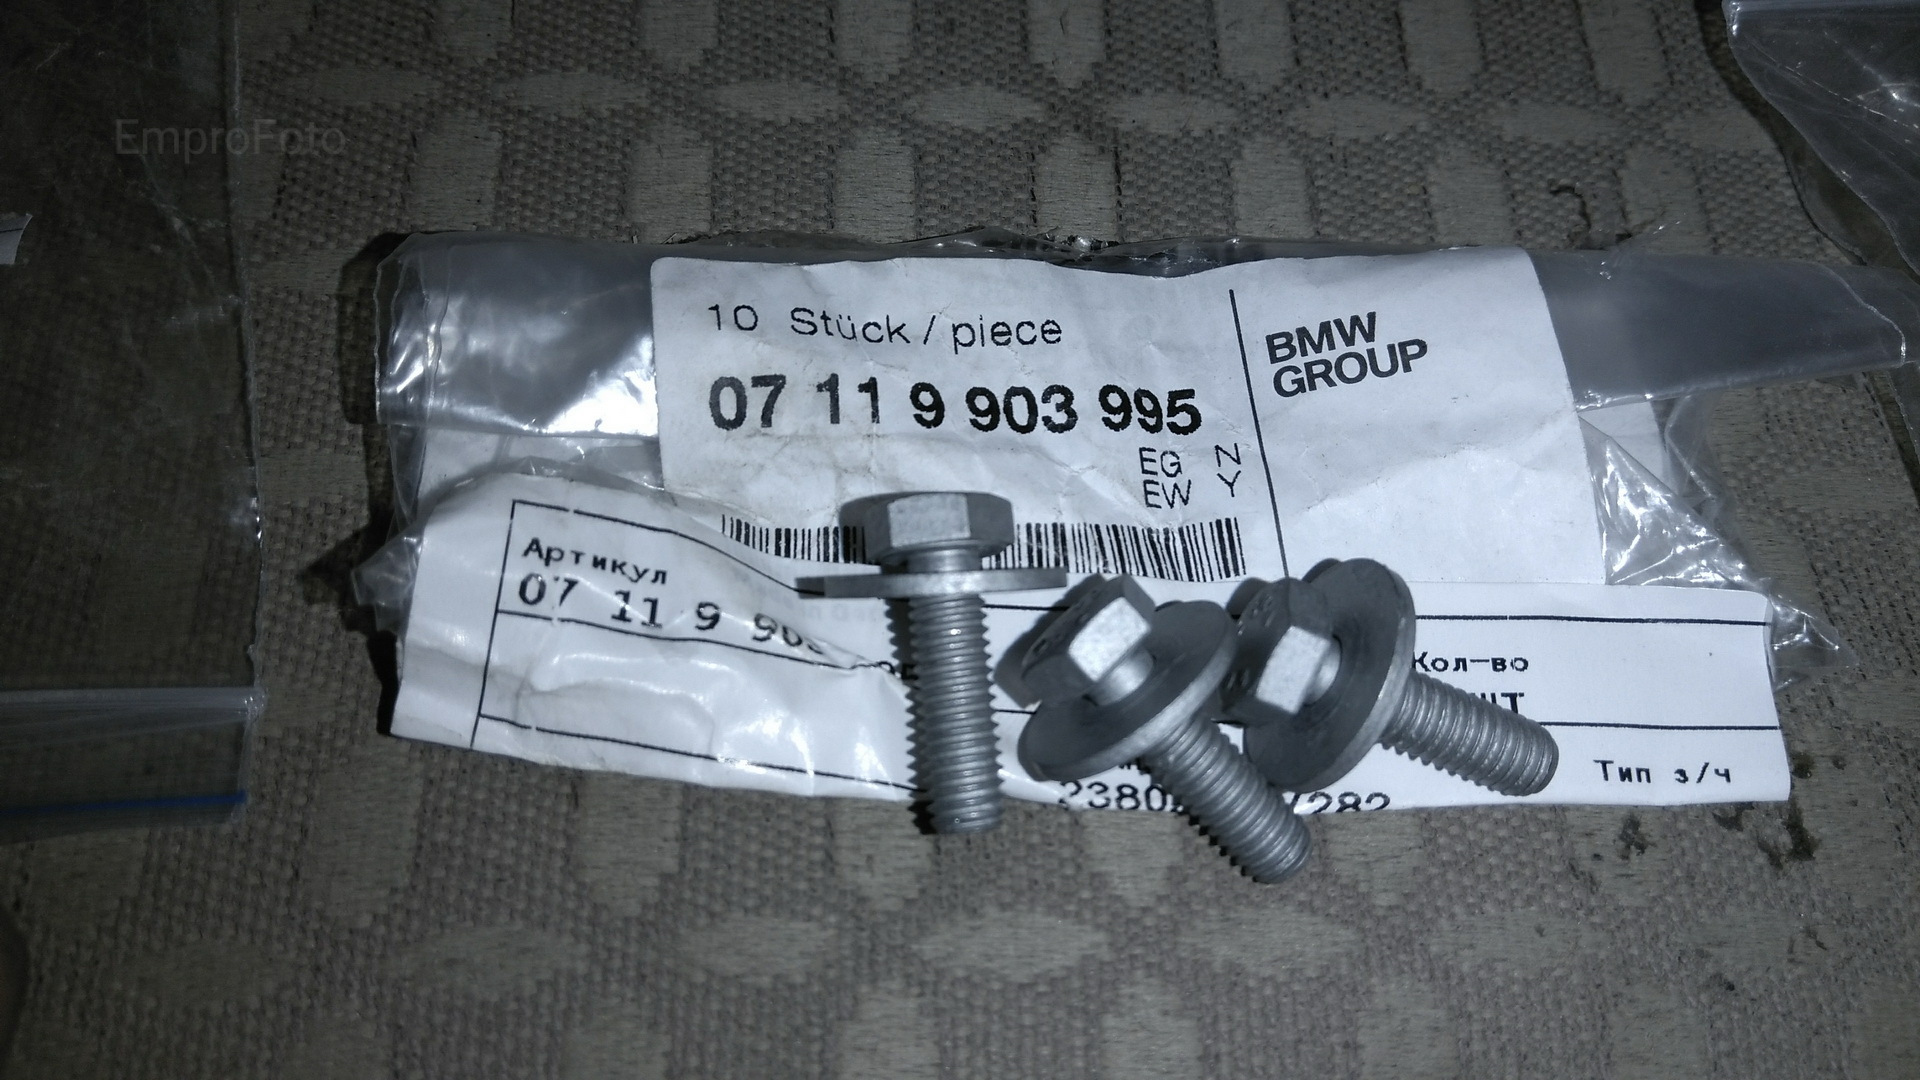 EmproFoto
10 Stück / piece
07 11 9 903 995
EG N
EW Y
BMW
GROUP
Артикул
07 11 9
Кол-во
Тип з/ч